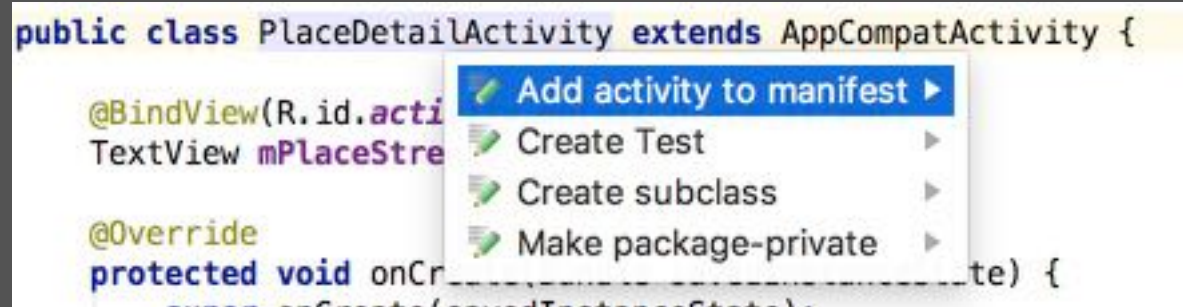 public class PlaceDetailActivity extends AppCompatActivity {
Add activity to manifest
@BindView(R.id.acti
TextView mPlaceStre
Create Test
Create subclass
@Override
Make package-private
protected void onCr te) {